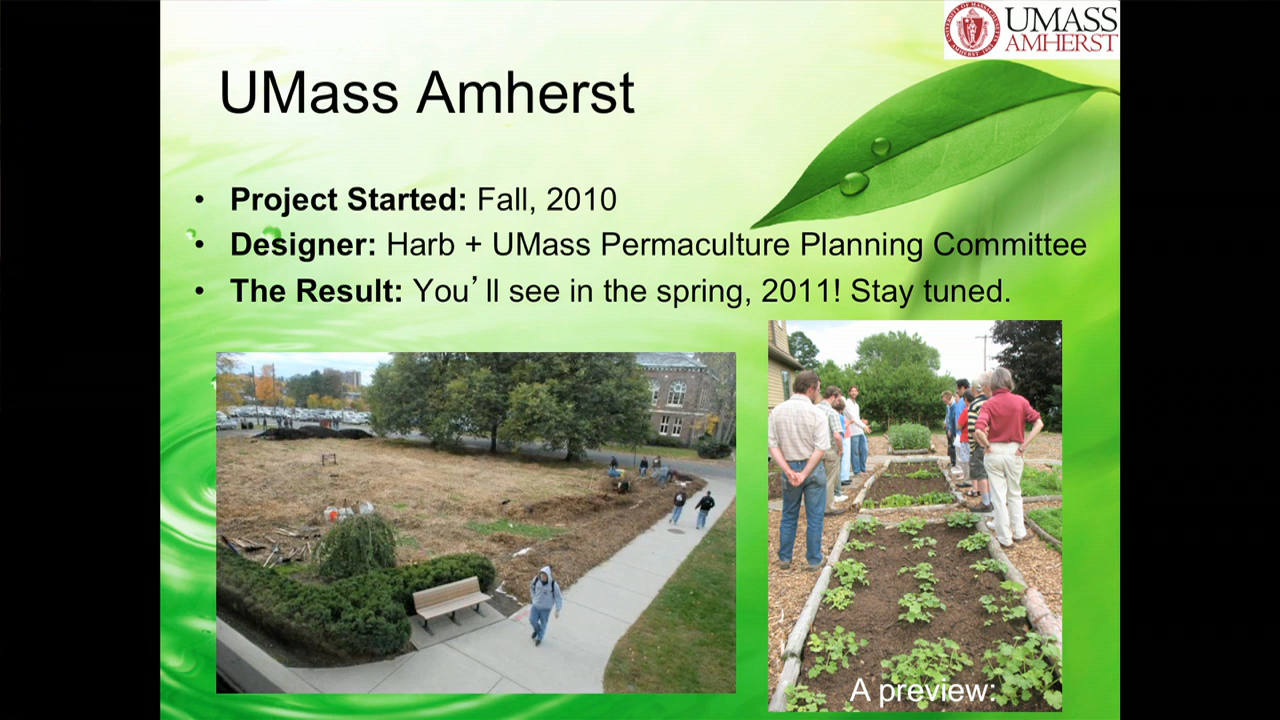 UMASS
AMHERST
UMass Amherst
• Project Started: Fall, 2010
• Designer: Harb + UMass Permaculture Planning Committee
• The Result: You’ll see in the spring, 2011! Stay tuned.
A preview: